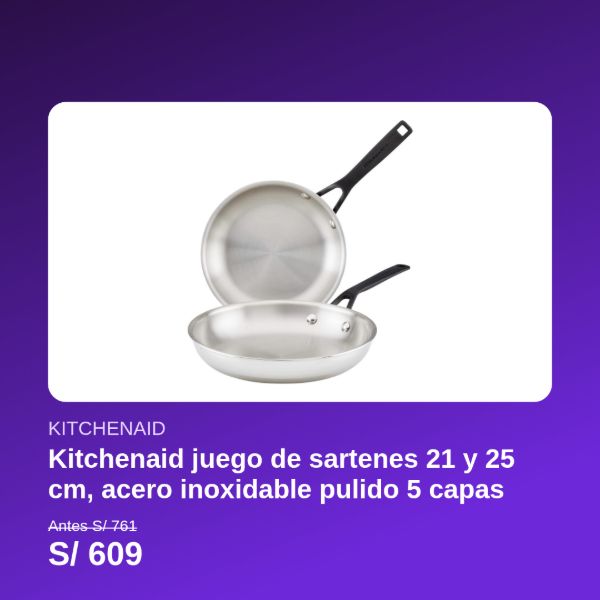 KITCHENAID
Kitchenaid juego de sartenes 21 y 25
cm, acero inoxidable pulido 5 capas
Antes S/ 761
S/ 609